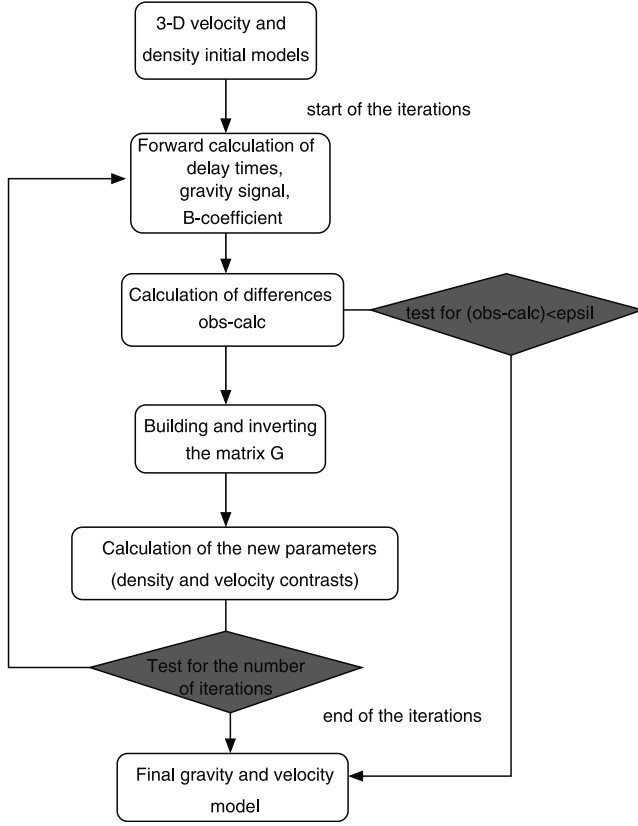 3-D velocity and
density initial models
start of the iterations
Forward calculation of
delay times,
gravity signal,
B-coefficient
Calculation of differences
obs-calc
test for (obs-calc)<epsil
Building and inverting
the matrix G
Calculation of the new parameters
(density and velocity contrasts)
Test for the number
of iterations
end of the iterations
Final gravity and velocity
model